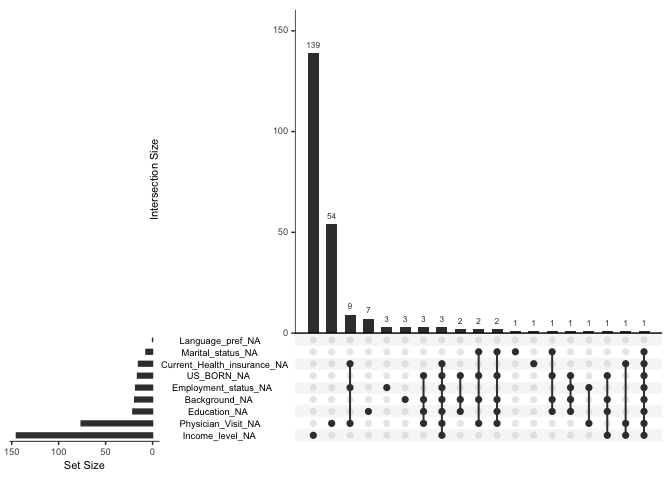 150
139
Intersection Size
100
54
50
9
7
3
3
3
3
2
2
2
1
1
1
1
1
1
1
1
0
Language_pref_NA
Marital_status_NA
Current_Health_insurance_NA
US_BORN_NA
Employment_status_NA
Background_NA
Education_NA
Physician_Visit_NA
Income_level_NA
150
100
50
0
Set Size